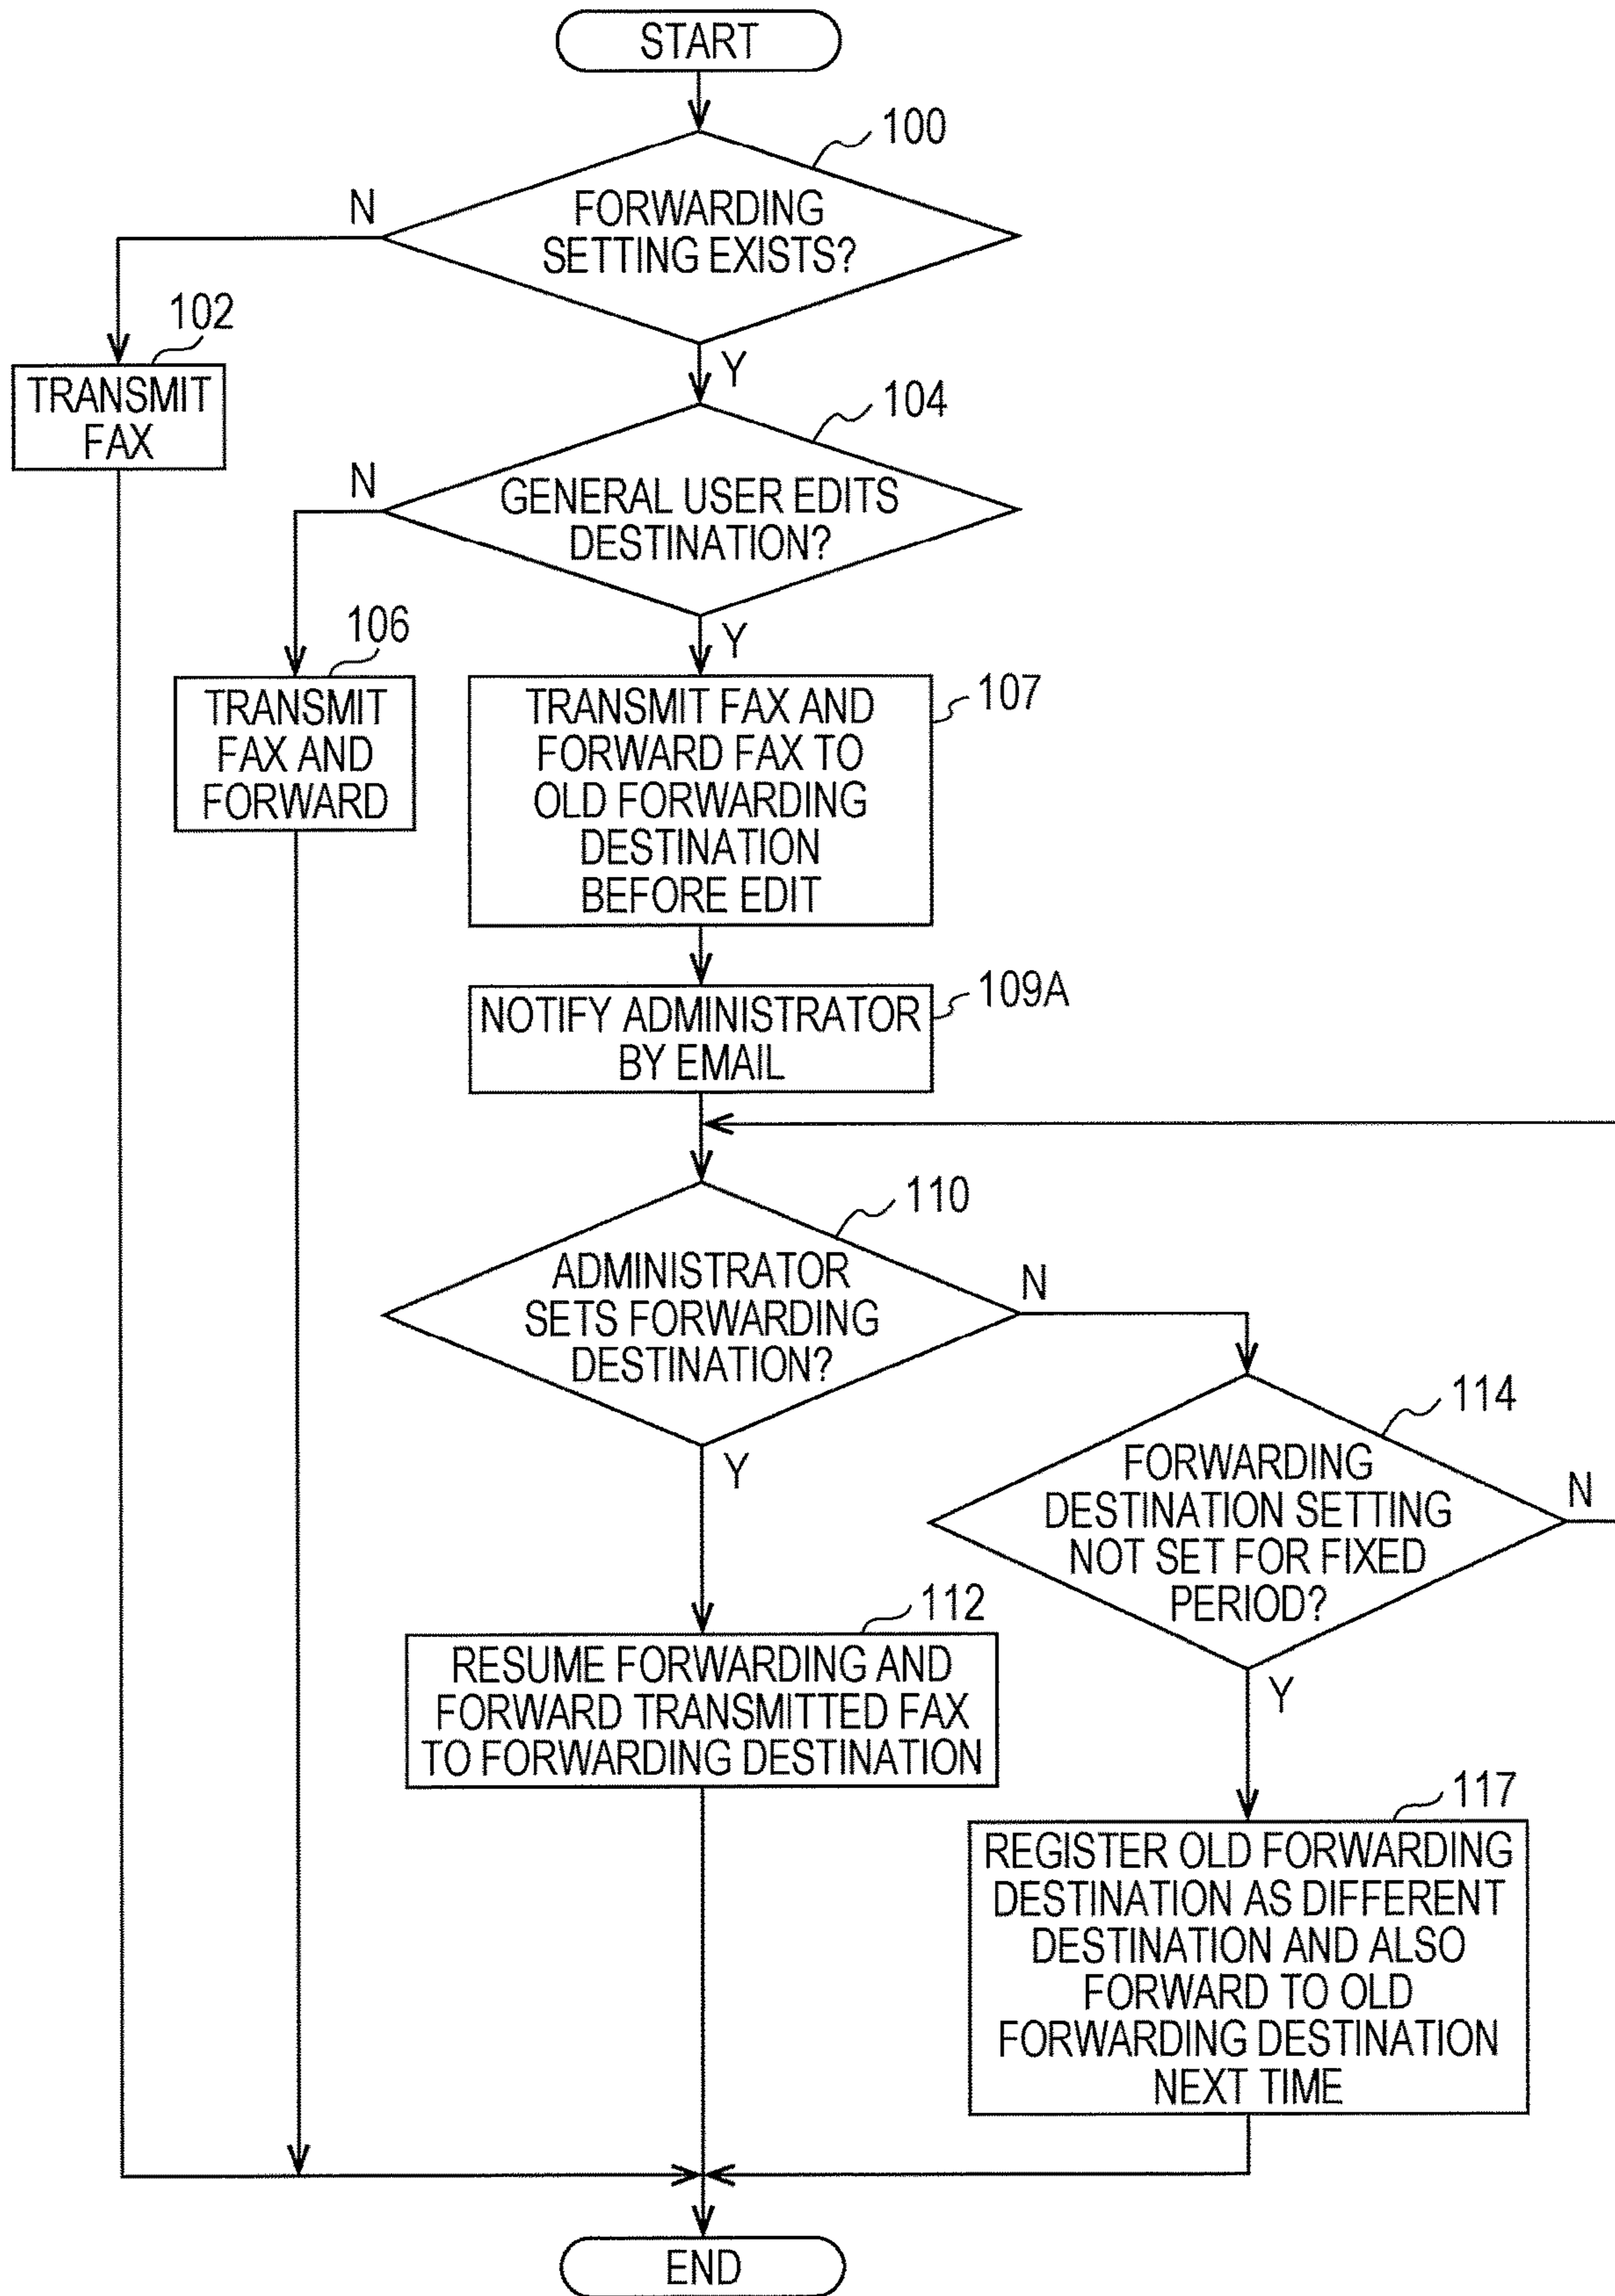 START
100
FORWARDING
SETTING EXISTS?
N
Y
102
TRANSMIT
FAX
104
GENERAL USER EDITS
DESTINATION?
N
Y
106
TRANSMIT
FAX AND
FORWARD
107
TRANSMIT FAX AND
FORWARD FAX TO
OLD FORWARDING
DESTINATION
BEFORE EDIT
109A
NOTIFY ADMINISTRATOR
BY EMAIL
110
ADMINISTRATOR
SETS FORWARDING
DESTINATION?
N
Y
114
FORWARDING
DESTINATION SETTING
NOT SET FOR FIXED
PERIOD?
N
Y
112
RESUME FORWARDING AND
FORWARD TRANSMITTED FAX
TO FORWARDING DESTINATION
117
REGISTER OLD FORWARDING
DESTINATION AS DIFFERENT
DESTINATION AND ALSO
FORWARD TO OLD
FORWARDING DESTINATION
NEXT TIME
END